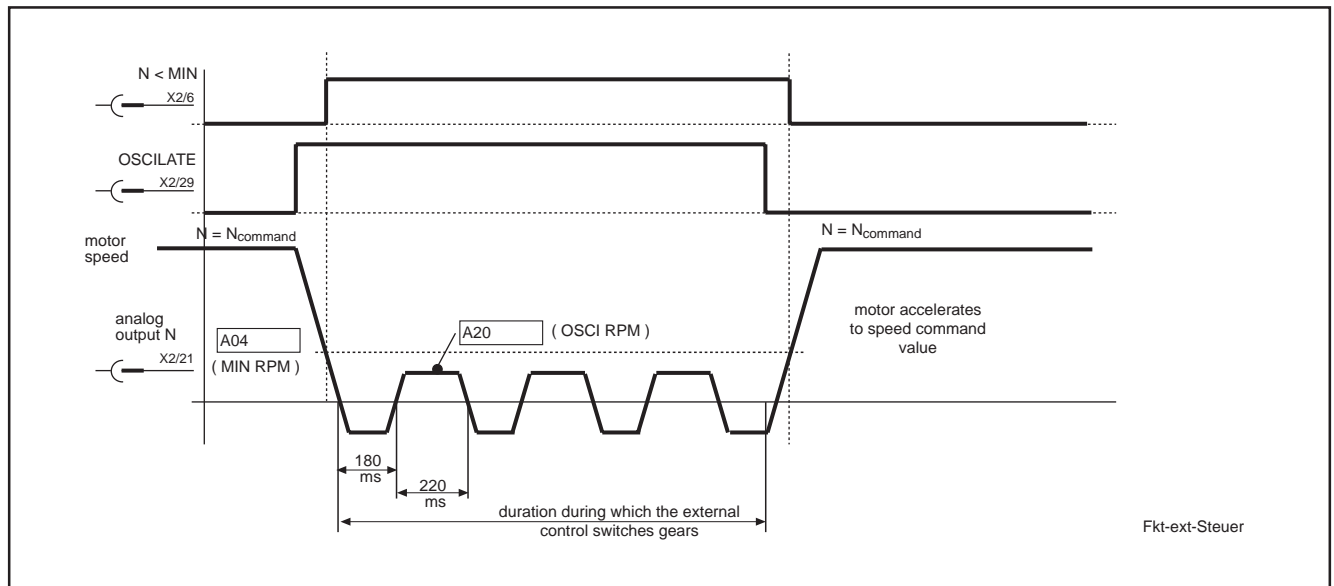 N < MIN
X2/6
OSCILATE
X2/29
N = Ncommand
N = Ncommand
motor
speed
analog
output N
X2/21
A04
( MIN RPM )
A20
( OSCI RPM )
motor accelerates
to speed command
value
180
ms
220
ms
duration during which the external
control switches gears
Fkt-ext-Steuer